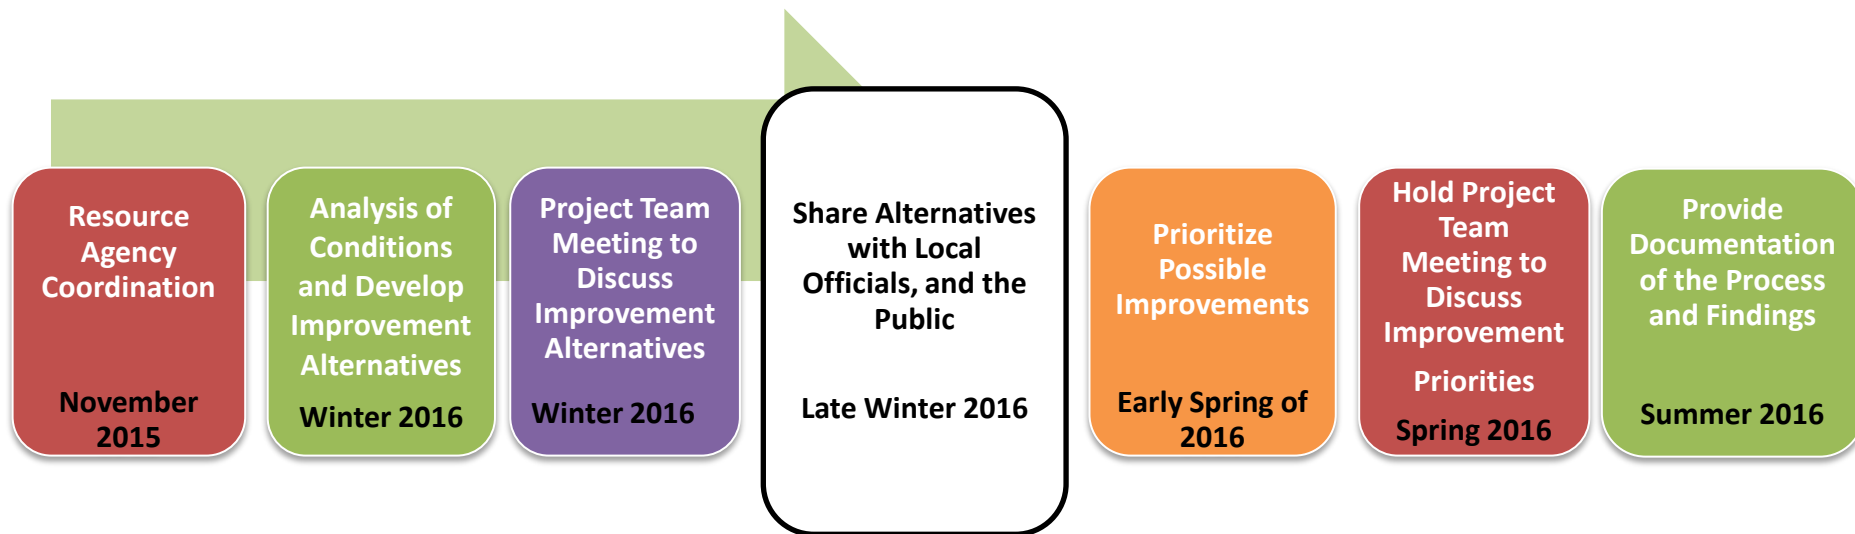 Resource
Agency
Coordination
November
2015
Analysis of
Conditions
and Develop
Improvement
Alternatives
Winter 2016
Project Team
Meeting to
Discuss
Improvement
Alternatives
Winter 2016
Share Alternatives
with Local
Officials, and the
Public
Late Winter 2016
Prioritize
Possible
Improvements
Early Spring of
2016
Hold Project
Team
Meeting to
Discuss
Improvement
Priorities
Spring 2016
Provide
Documentation
of the Process
and Findings
Summer 2016